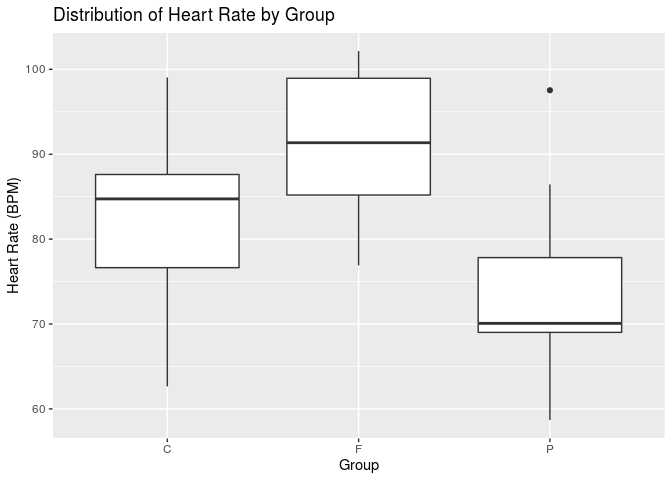 Distribution of Heart Rate by Group
100
90
80
70
60
Heart Rate (BPM)
C F P
Group